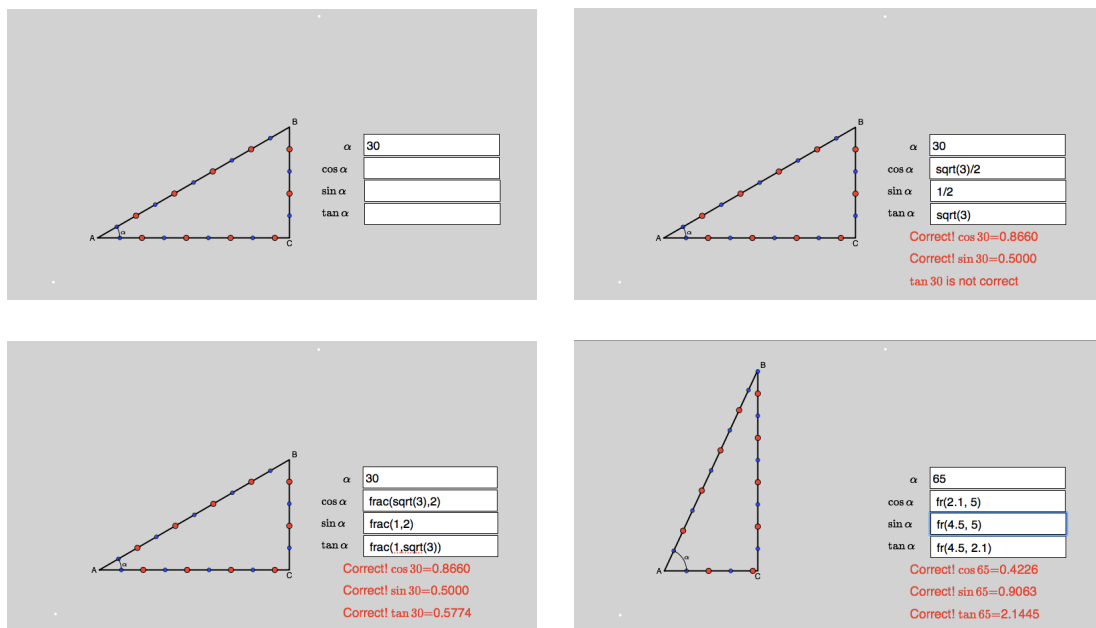 B
α 30
cos α
sin α
tan α
A α C
B
α 30
cos α sqrt(3)/2
sin α 1/2
tan α sqrt(3)
A α C
Correct! cos 30=0.8660
Correct! sin 30=0.5000
tan 30 is not correct
B
α 30
cos α frac(sqrt(3),2)
sin α frac(1,2)
tan α frac(1,sqrt(3))
A α C
Correct! cos 30=0.8660
Correct! sin 30=0.5000
Correct! tan 30=0.5774
B
α 65
cos α fr(2.1, 5)
sin α fr(4.5, 5)
tan α fr(4.5, 2.1)
A α C
Correct! cos 65=0.4226
Correct! sin 65=0.9063
Correct! tan 65=2.1445